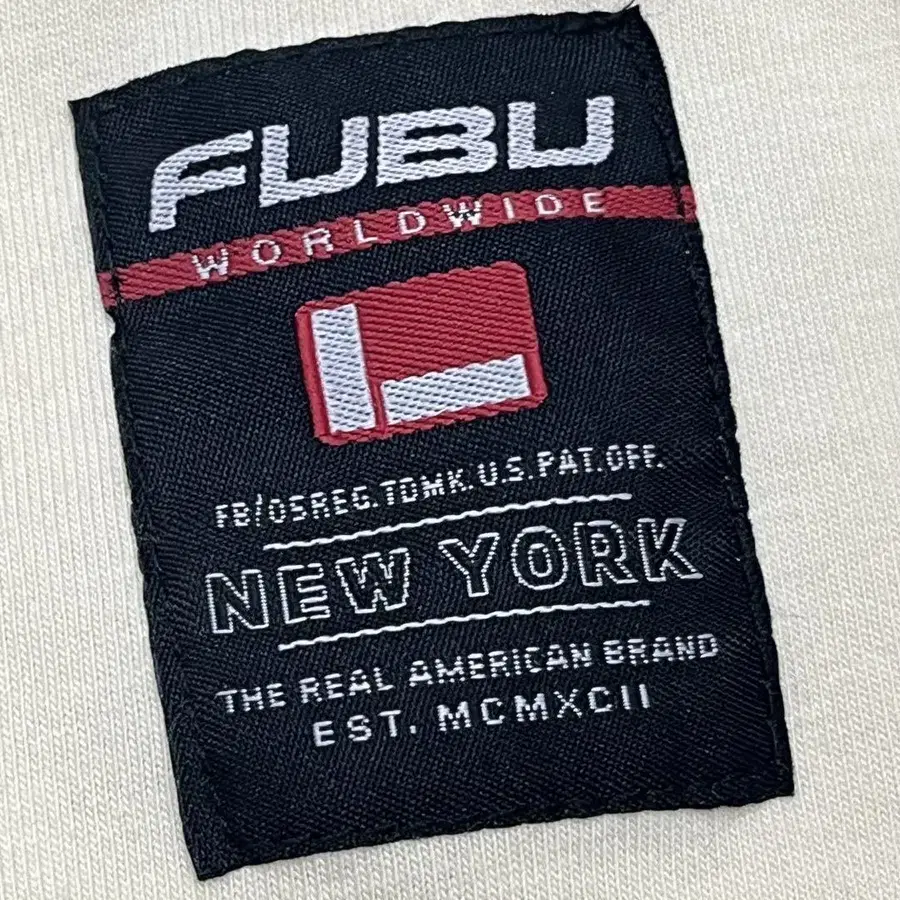 FUBU
WORLDWIDE
FB/05REG.TDMK.U.S.PAT.OFF.
NEW YORK
THE REAL AMERICAN BRAND
EST. MCMXCII